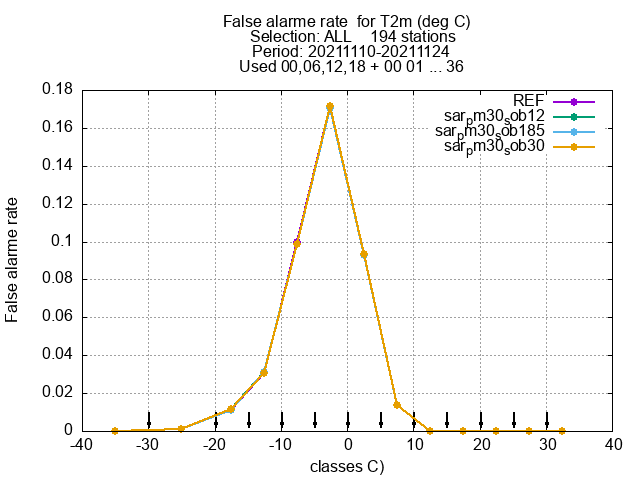 False alarme rate  for T2m (deg C)
Selection: ALL    194 stations
Period: 20211110-20211124
Used 00,06,12,18 + 00 01 ... 36
0.18
0.16
0.14
0.12
0.1
0.08
0.06
0.04
0.02
0
False alarme rate
REF
sar_pm30_sob12
sar_pm30_sob185
sar_pm30_sob30
-40 -30 -20 -10 0 10 20 30 40
classes C)